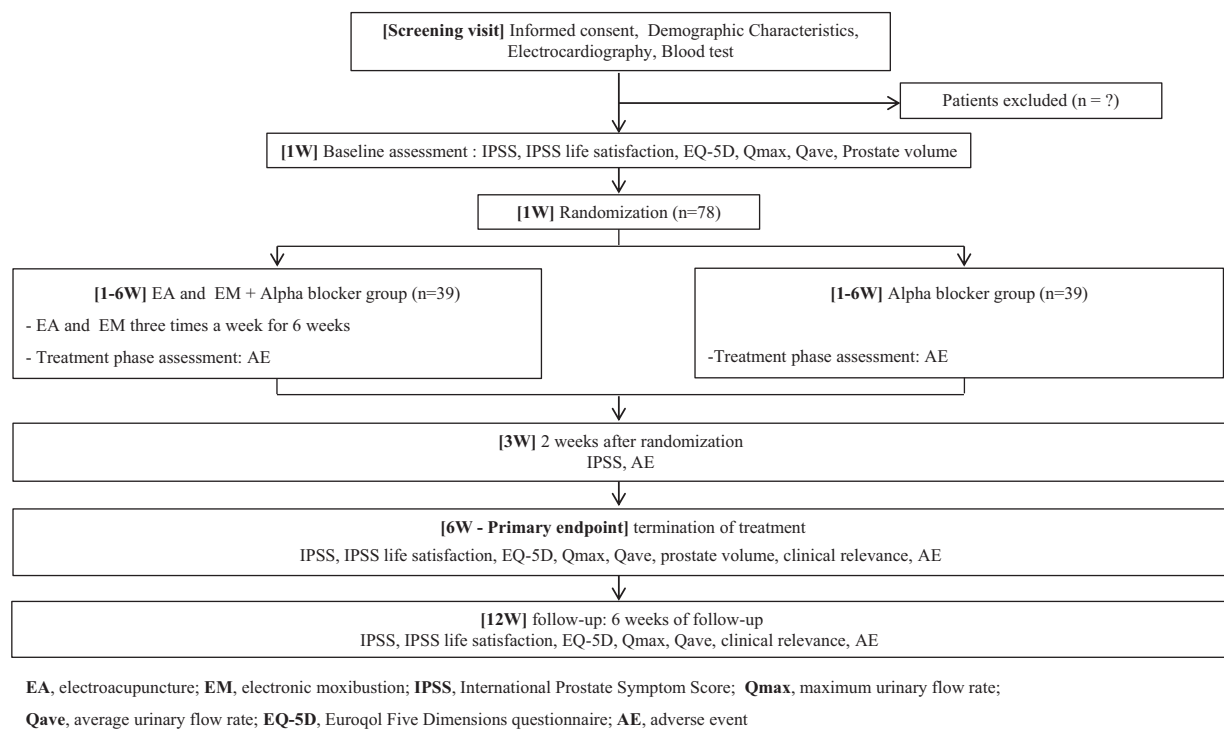 [Screening visit] Informed consent, Demographic Characteristics,
Electrocardiography, Blood test
Patients excluded (n = ?)
[1W] Baseline assessment : IPSS, IPSS life satisfaction, EQ-5D, Qmax, Qave, Prostate volume
[1W] Randomization (n=78)
[1-6W] EA and EM + Alpha blocker group (n=39)
- EA and EM three times a week for 6 weeks
- Treatment phase assessment: AE
[1-6W] Alpha blocker group (n=39)
-Treatment phase assessment: AE
[3W] 2 weeks after randomization
IPSS, AE
[6W - Primary endpoint] termination of treatment
IPSS, IPSS life satisfaction, EQ-5D, Qmax, Qave, prostate volume, clinical relevance, AE
[12W] follow-up: 6 weeks of follow-up
IPSS, IPSS life satisfaction, EQ-5D, Qmax, Qave, clinical relevance, AE
EA, electroacupuncture; EM, electronic moxibustion; IPSS, International Prostate Symptom Score; Qmax, maximum urinary flow rate;
Qave, average urinary flow rate; EQ-5D, Euroqol Five Dimensions questionnaire; AE, adverse event